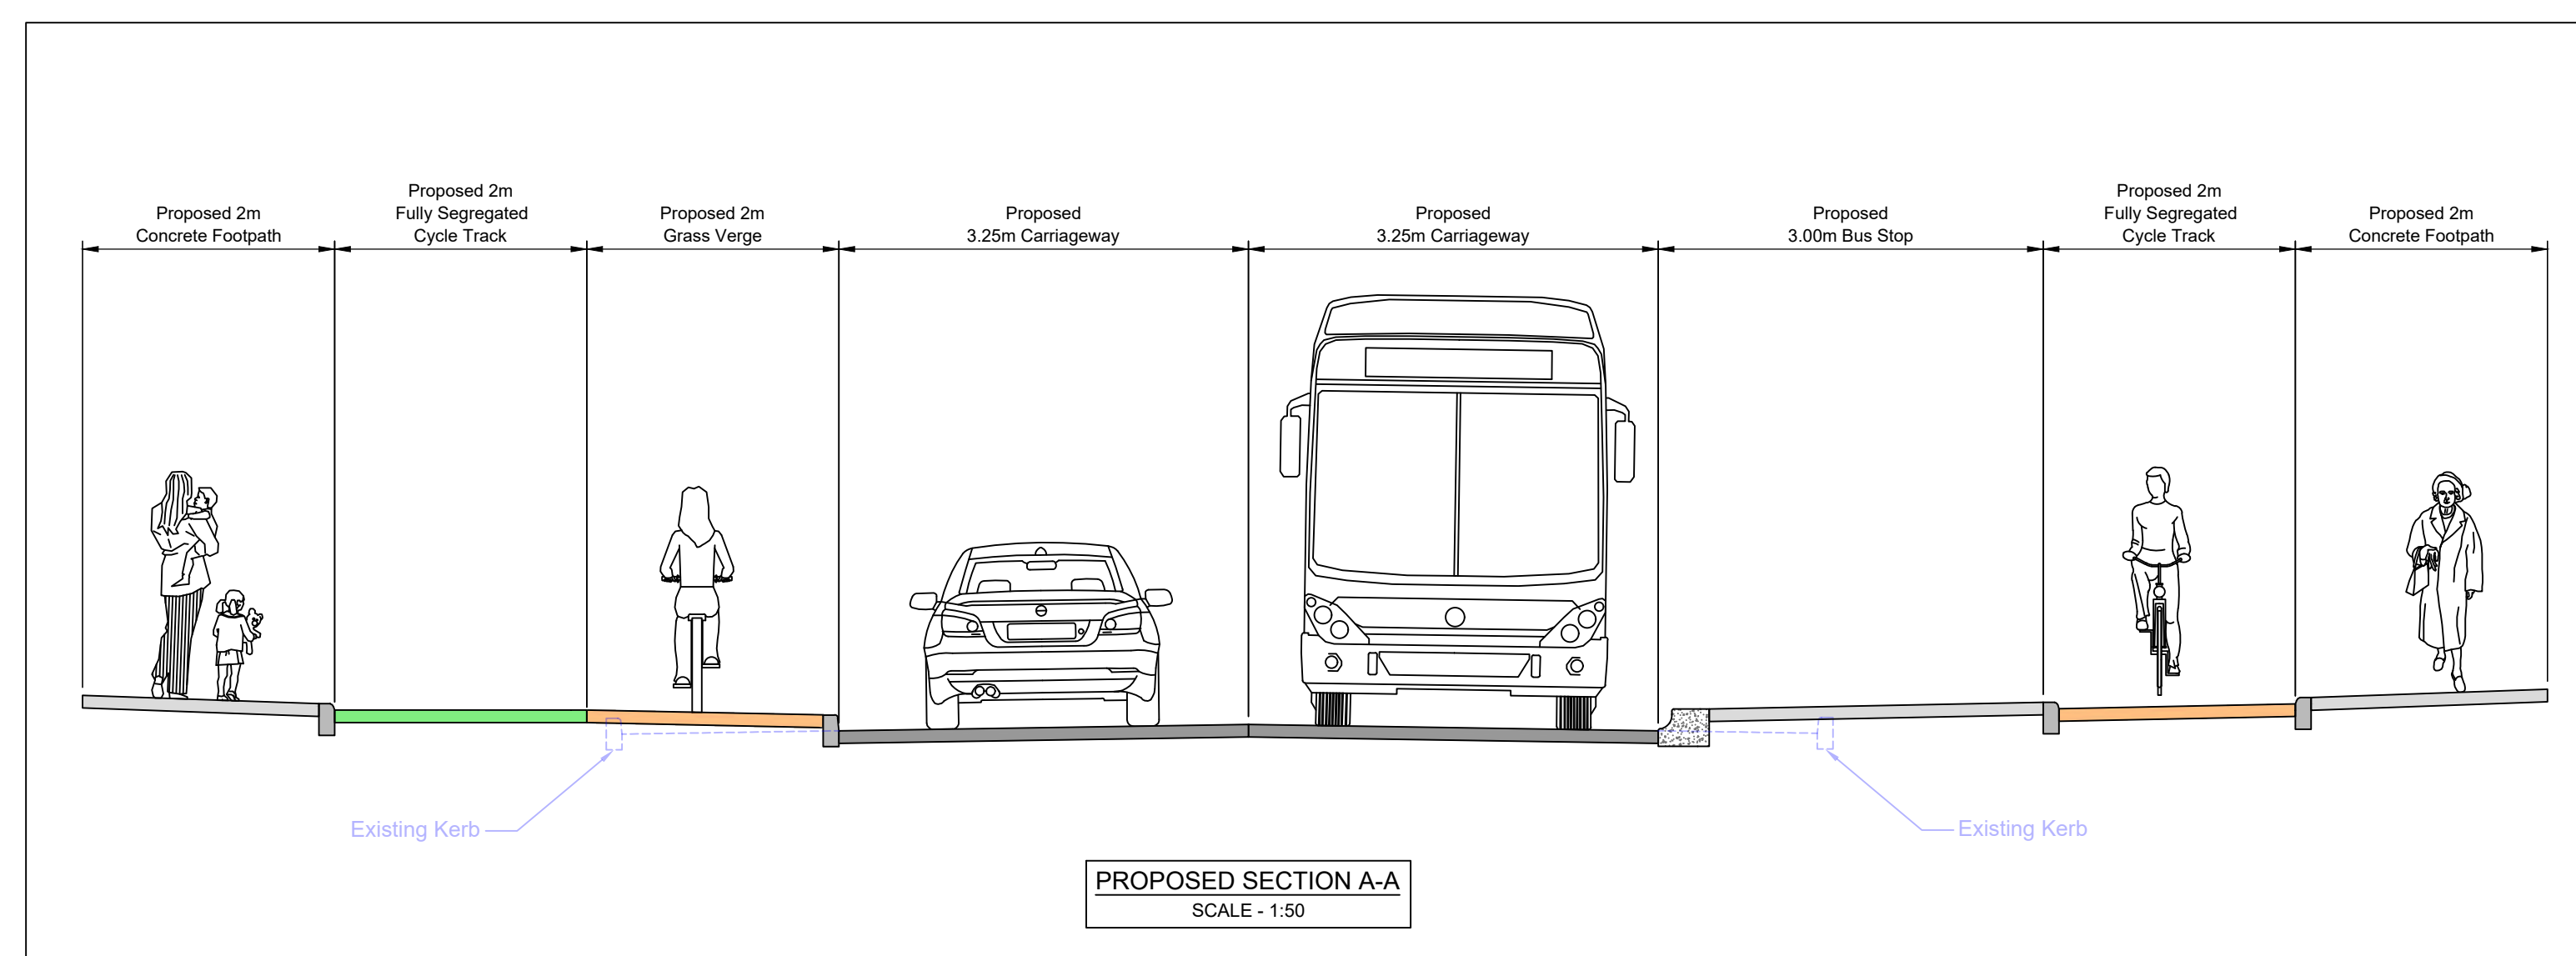 Proposed 2m
Concrete Footpath
Proposed 2m
Fully Segregated
Cycle Track
Proposed 2m
Grass Verge
Proposed
3.25m Carriageway
Proposed
3.25m Carriageway
Proposed
3.00m Bus Stop
Proposed 2m
Fully Segregated
Cycle Track
Proposed 2m
Concrete Footpath
Existing Kerb
Existing Kerb
PROPOSED SECTION A-A
SCALE - 1:50